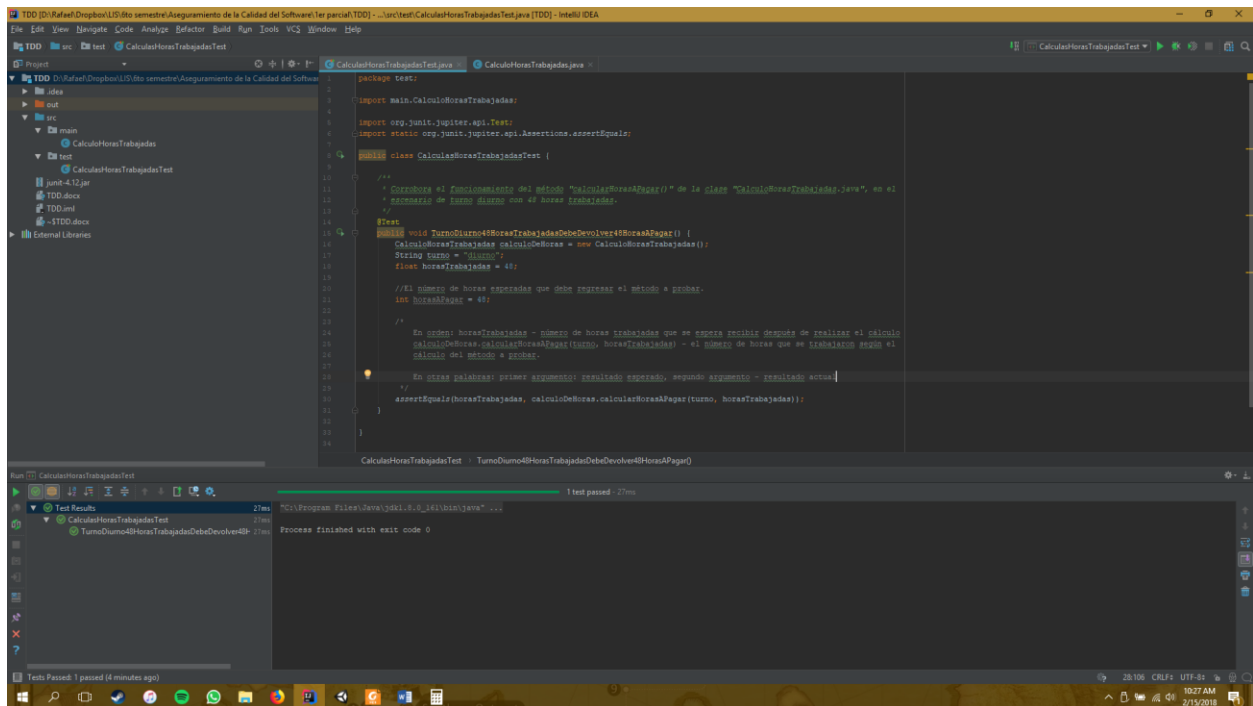 TDD [D:\Rafael\Dropbox\LIS\6to semestre\Aseguramiento de la Calidad del Software\1er parcial\TDD] - ...\src\test\CalculasHorasTrabajadasTest.java [TDD] - IntelliJ IDEA
File Edit View Navigate Code Analyze Refactor Build Run Tools VCS Window Help
TDD src test CalculasHorasTrabajadasTest
CalculasHorasTrabajadasTest
Project
CalculasHorasTrabajadasTest.java CalculoHorasTrabajadas.java
TDD D:\Rafael\Dropbox\LIS\6to semestre\Aseguramiento de la Calidad del Softwar
.idea
out
src
main
CalculoHorasTrabajadas
test
CalculasHorasTrabajadasTest
junit-4.12.jar
TDD.docx
TDD.iml
~$TDD.docx
External Libraries
package test;
import main.CalculoHorasTrabajadas;
import org.junit.jupiter.api.Test;
import static org.junit.jupiter.api.Assertions.assertEquals;
public class CalculasHorasTrabajadasTest {
/**
* Corrobora el funcionamiento del método "calcularHorasAPagar()" de la clase "CalculoHorasTrabajadas.java", en el
* escenario de turno diurno con 48 horas trabajadas.
*/
@Test
public void TurnoDiurno48HorasTrabajadasDebeDevolver48HorasAPagar() {
CalculoHorasTrabajadas calculoDeHoras = new CalculoHorasTrabajadas();
String turno = "diurno";
float horasTrabajadas = 48;
//El número de horas esperadas que debe regresar el método a probar.
int horasAPagar = 48;
/*
En orden: horasTrabajadas - número de horas trabajadas que se espera recibir después de realizar el cálculo
calculoDeHoras.calcularHorasAPagar(turno, horasTrabajadas) - el número de horas que se trabajaron según el
cálculo del método a probar.
En otras palabras: primer argumento: resultado esperado, segundo argumento - resultado actual
*/
assertEquals(horasTrabajadas, calculoDeHoras.calcularHorasAPagar(turno, horasTrabajadas));
}
}
CalculasHorasTrabajadasTest TurnoDiurno48HorasTrabajadasDebeDevolver48HorasAPagar()
Run CalculasHorasTrabajadasTest
1 test passed - 27ms
Test Results 27ms
CalculasHorasTrabajadasTest 27ms
TurnoDiurno48HorasTrabajadasDebeDevolver48H 27ms
"C:\Program Files\Java\jdk1.8.0_161\bin\java" ...
Process finished with exit code 0
Tests Passed: 1 passed (4 minutes ago)
28:106 CRLF UTF-8
10:27 AM
2/15/2018